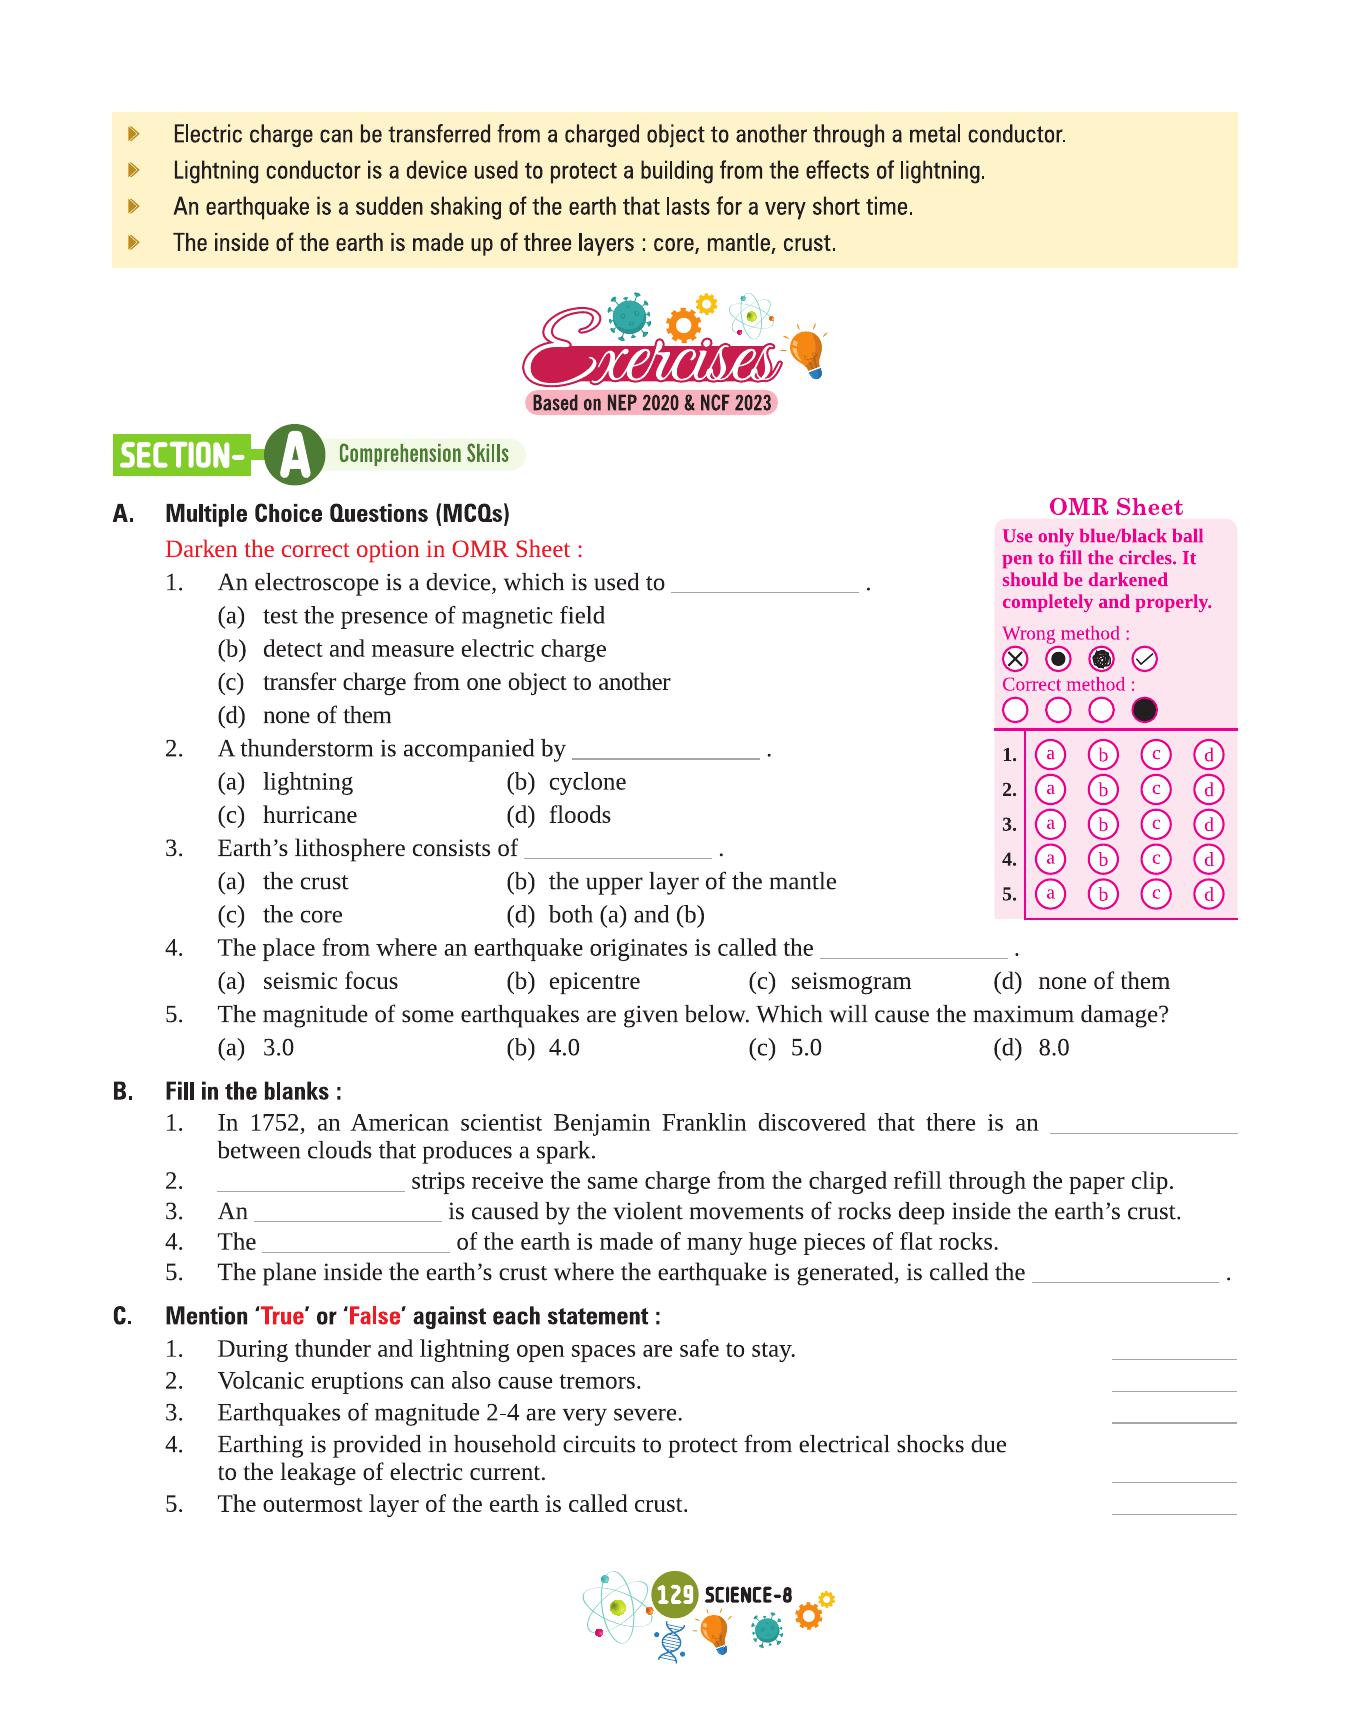 Electric charge can be transferred from a charged object to another through a metal conductor.
Lightning conductor is a device used to protect a building from the effects of lightning.
An earthquake is a sudden shaking of the earth that lasts for a very short time.
The inside of the earth is made up of three layers : core, mantle, crust.
Exercises
Based on NEP 2020 & NCF 2023
SECTION- A Comprehension Skills
A. Multiple Choice Questions (MCQs)
Darken the correct option in OMR Sheet :
1. An electroscope is a device, which is used to _______________ .
(a) test the presence of magnetic field
(b) detect and measure electric charge
(c) transfer charge from one object to another
(d) none of them
2. A thunderstorm is accompanied by _______________ .
(a) lightning (b) cyclone
(c) hurricane (d) floods
3. Earth’s lithosphere consists of _______________ .
(a) the crust (b) the upper layer of the mantle
(c) the core (d) both (a) and (b)
4. The place from where an earthquake originates is called the _______________ .
(a) seismic focus (b) epicentre (c) seismogram (d) none of them
5. The magnitude of some earthquakes are given below. Which will cause the maximum damage?
(a) 3.0 (b) 4.0 (c) 5.0 (d) 8.0
OMR Sheet
Use only blue/black ball
pen to fill the circles. It
should be darkened
completely and properly.
Wrong method :
Correct method :
1. a b c d
2. a b c d
3. a b c d
4. a b c d
5. a b c d
B. Fill in the blanks :
1. In 1752, an American scientist Benjamin Franklin discovered that there is an _______________
between clouds that produces a spark.
2. _______________ strips receive the same charge from the charged refill through the paper clip.
3. An _______________ is caused by the violent movements of rocks deep inside the earth’s crust.
4. The _______________ of the earth is made of many huge pieces of flat rocks.
5. The plane inside the earth’s crust where the earthquake is generated, is called the _______________ .
C. Mention ‘True’ or ‘False’ against each statement :
1. During thunder and lightning open spaces are safe to stay. __________
2. Volcanic eruptions can also cause tremors. __________
3. Earthquakes of magnitude 2-4 are very severe. __________
4. Earthing is provided in household circuits to protect from electrical shocks due
to the leakage of electric current. __________
5. The outermost layer of the earth is called crust. __________
129 SCIENCE-8